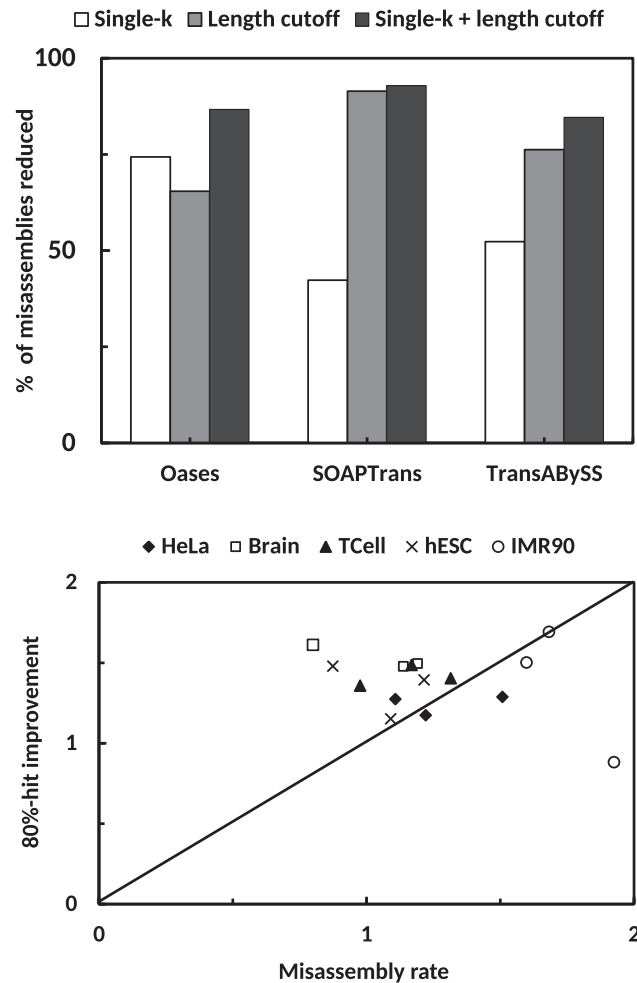 Single-k Length cutoff Single-k + length cutoff
100
50
0
% of misassemblies reduced
Oases SOAPTrans TransABySS
HeLa Brain TCell hESC IMR90
2
1
0
80%-hit improvement
0 1 2
Misassembly rate